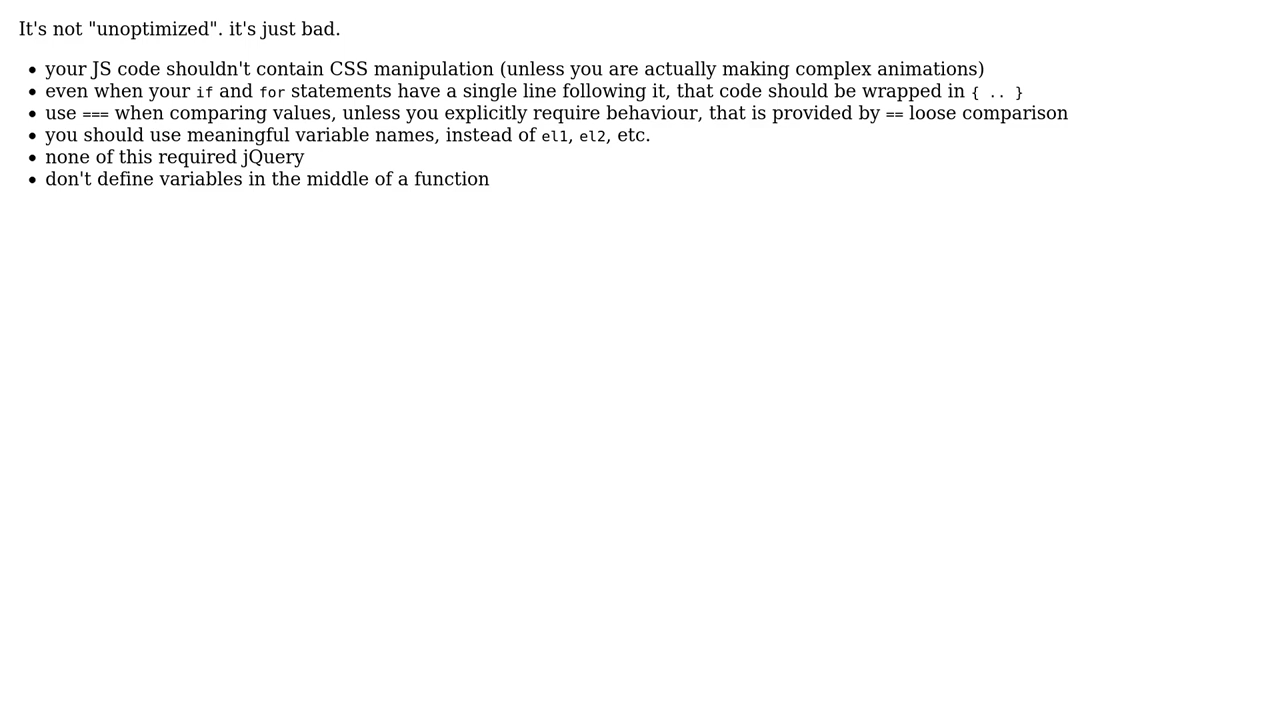 It's not "unoptimized". it's just bad.
• your JS code shouldn't contain CSS manipulation (unless you are actually making complex animations)
• even when your if and for statements have a single line following it, that code should be wrapped in { .. }
• use === when comparing values, unless you explicitly require behaviour, that is provided by == loose comparison
• you should use meaningful variable names, instead of el1, el2, etc.
• none of this required jQuery
• don't define variables in the middle of a function